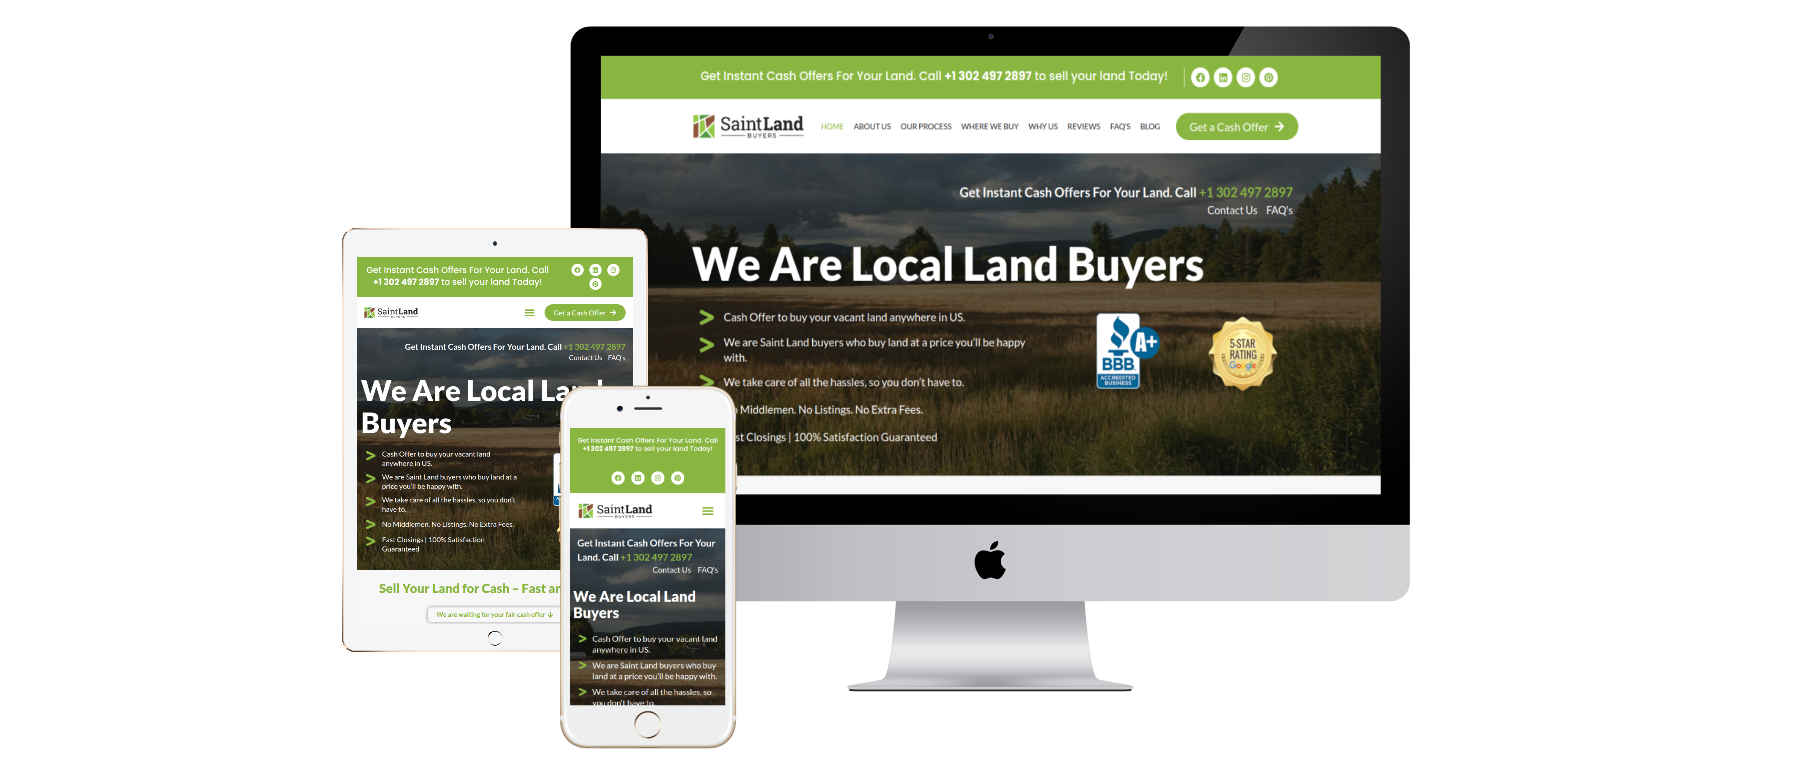 Get Instant Cash Offers For Your Land. Call +1 302 497 2897 to sell your land Today!
SaintLand
BUYERS
HOME ABOUT US OUR PROCESS WHERE WE BUY WHY US REVIEWS FAQ'S BLOG
Get a Cash Offer
Get Instant Cash Offers For Your Land. Call +1 302 497 2897
Contact Us FAQ's
We Are Local Land Buyers
Cash Offer to buy your vacant land anywhere in US.
We are Saint Land buyers who buy land at a price you'll be happy
with.
We take care of all the hassles, so you don't have to.
Middlemen. No Listings. No Extra Fees.
Closings | 100% Satisfaction Guaranteed
A+
BBB
ACCREDITED
BUSINESS
5-STAR
RATING
Google
Get Instant Cash Offers For Your Land. Call
+1 302 497 2897 to sell your land Today!
SaintLand
BUYERS
Get a Cash Offer
Get Instant Cash Offers For Your Land. Call +1 302 497 2897
Contact Us FAQ's
We Are Local
Buyers
Cash Offer to buy your vacant land
anywhere in US.
We are Saint Land buyers who buy land at a
price you'll be happy with.
We take care of all the hassles, so you don't
have to.
No Middlemen. No Listings. No Extra Fees.
Fast Closings | 100% Satisfaction
Guaranteed
Sell Your Land for Cash – Fast
We are waiting for your fair cash offer
Get Instant Cash Offers For Your Land. Call
+1 302 497 2897 to sell your land Today!
SaintLand
BUYERS
Get Instant Cash Offers For Your
Land. Call +1 302 497 2897
Contact Us FAQ's
We Are Local Land
Buyers
Cash Offer to buy your vacant land
anywhere in US.
We are Saint Land buyers who buy
land at a price you'll be happy with.
We take care of all the hassles, so
you don't have to.